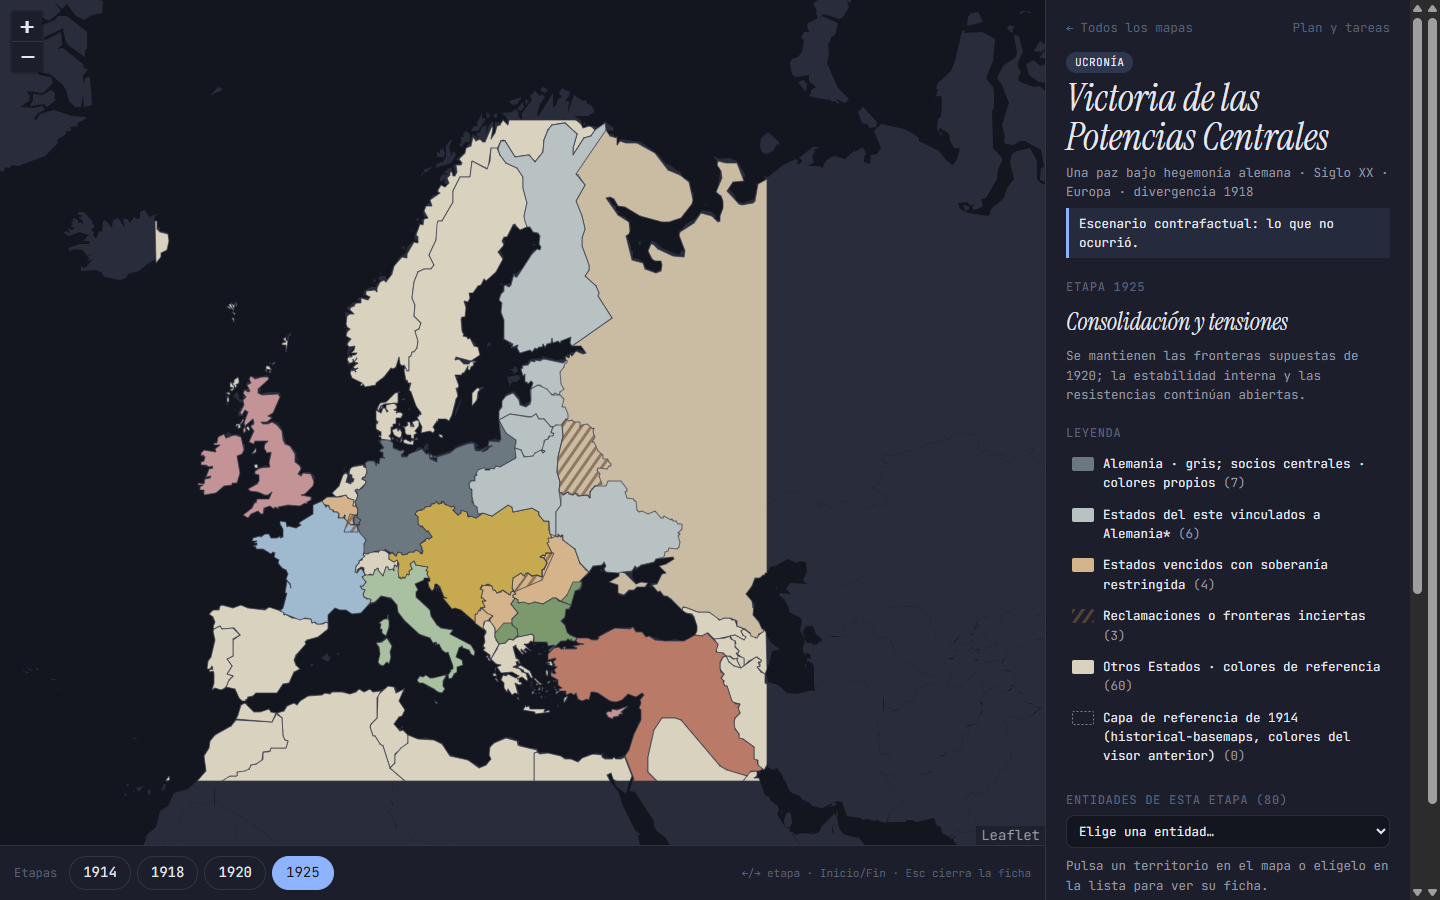 +
−
Leaflet
Etapas
1914
1918
1920
1925
←/→ etapa · Inicio/Fin · Esc cierra la ficha
← Todos los mapas
Plan y tareas
UCRONÍA
Victoria de las
Potencias Centrales
Una paz bajo hegemonía alemana · Siglo XX ·
Europa · divergencia 1918
Escenario contrafactual: lo que no
ocurrió.
ETAPA 1925
Consolidación y tensiones
Se mantienen las fronteras supuestas de
1920; la estabilidad interna y las
resistencias continúan abiertas.
LEYENDA
Alemania · gris; socios centrales ·
colores propios (7)
Estados del este vinculados a
Alemania* (6)
Estados vencidos con soberanía
restringida (4)
Reclamaciones o fronteras inciertas
(3)
Otros Estados · colores de referencia
(60)
Capa de referencia de 1914
(historical-basemaps, colores del
visor anterior) (0)
ENTIDADES DE ESTA ETAPA (80)
Elige una entidad…
Pulsa un territorio en el mapa o elígelo en
la lista para ver su ficha.